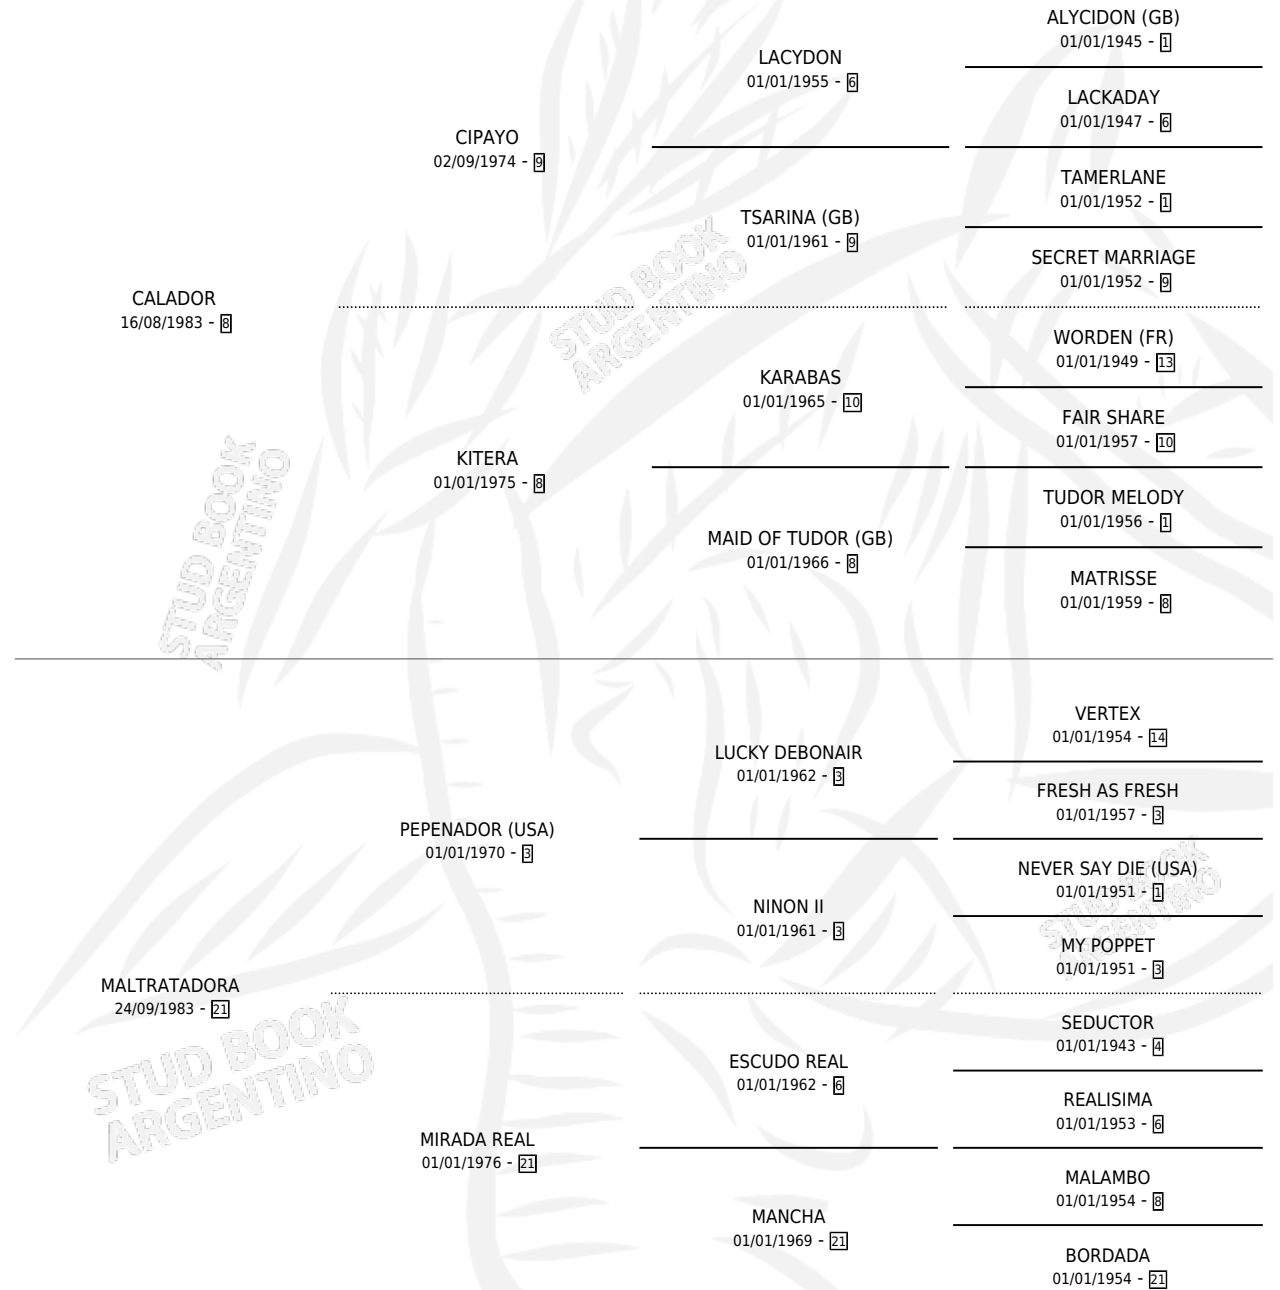 ALYCIDON (GB)
01/01/1945 - 1
LACYDON
01/01/1955 - 6
LACKADAY
01/01/1947 - 6
CIPAYO
02/09/1974 - 9
TAMERLANE
01/01/1952 - 1
TSARINA (GB)
01/01/1961 - 9
SECRET MARRIAGE
01/01/1952 - 9
CALADOR
16/08/1983 - 8
WORDEN (FR)
01/01/1949 - 13
KARABAS
01/01/1965 - 10
FAIR SHARE
01/01/1957 - 10
KITERA
01/01/1975 - 8
TUDOR MELODY
01/01/1956 - 1
MAID OF TUDOR (GB)
01/01/1966 - 8
MATRISSE
01/01/1959 - 8
VERTEX
01/01/1954 - 14
LUCKY DEBONAIR
01/01/1962 - 3
FRESH AS FRESH
01/01/1957 - 3
PEPENADOR (USA)
01/01/1970 - 3
NEVER SAY DIE (USA)
01/01/1951 - 1
NINON II
01/01/1961 - 3
MY POPPET
01/01/1951 - 3
MALTRATADORA
24/09/1983 - 21
SEDUCTOR
01/01/1943 - 4
ESCUDO REAL
01/01/1962 - 6
REALISIMA
01/01/1953 - 6
MIRADA REAL
01/01/1976 - 21
MALAMBO
01/01/1954 - 8
MANCHA
01/01/1969 - 21
BORDADA
01/01/1954 - 21
STUD BOOK
ARGENTINO
STUD BOOK
ARGENTINO
STUD BOOK
ARGENTINO
STUD BOOK
ARGENTINO